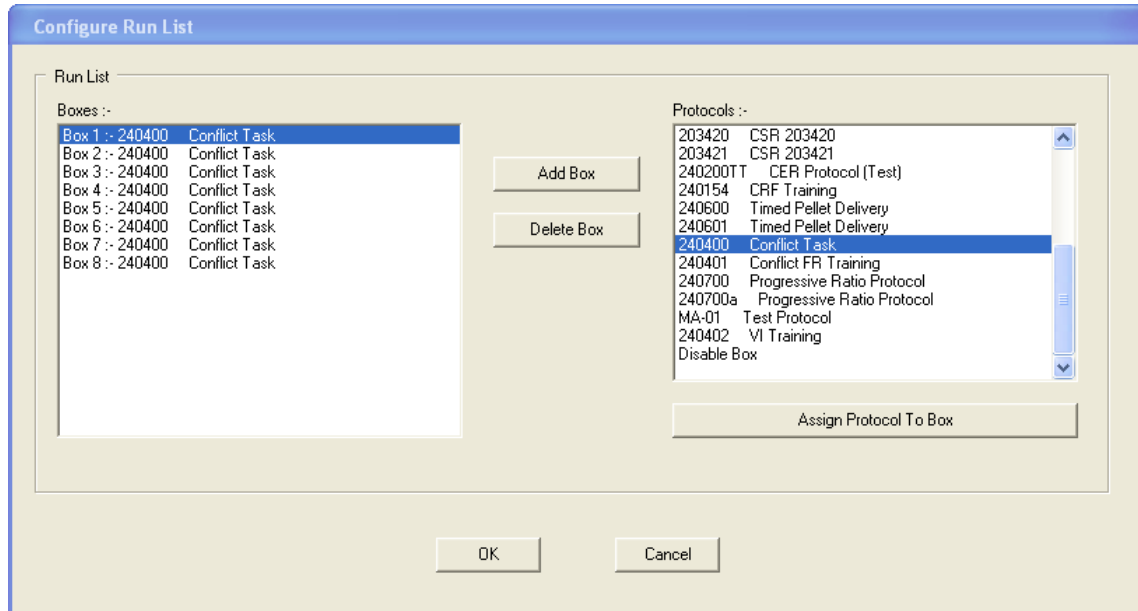 Configure Run List
Run List
Boxes :-
Box 1 :- 240400 Conflict Task
Box 2 :- 240400 Conflict Task
Box 3 :- 240400 Conflict Task
Box 4 :- 240400 Conflict Task
Box 5 :- 240400 Conflict Task
Box 6 :- 240400 Conflict Task
Box 7 :- 240400 Conflict Task
Box 8 :- 240400 Conflict Task
Add Box
Delete Box
Protocols :-
203420 CSR 203420
203421 CSR 203421
240200TT CER Protocol (Test)
240154 CRF Training
240600 Timed Pellet Delivery
240601 Timed Pellet Delivery
240400 Conflict Task
240401 Conflict FR Training
240700 Progressive Ratio Protocol
240700a Progressive Ratio Protocol
MA-01 Test Protocol
240402 VI Training
Disable Box
Assign Protocol To Box
OK
Cancel